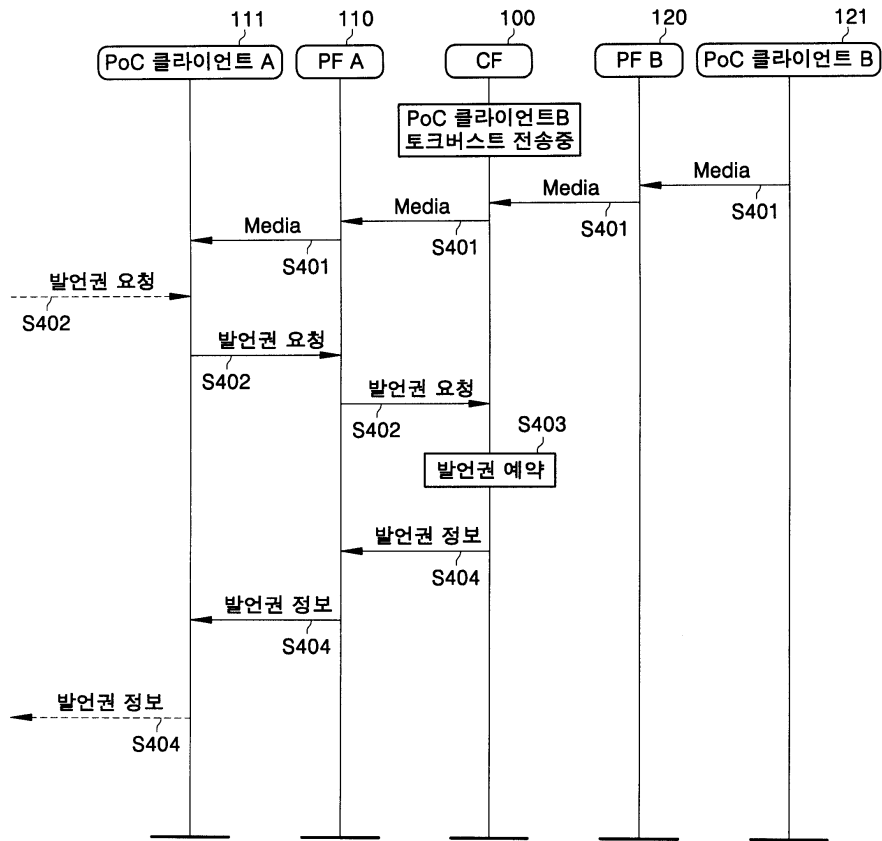 111
110
100
120
121
PoC 클라이언트 A
PF A
CF
PF B
PoC 클라이언트 B
PoC 클라이언트B
토크버스트 전송중
Media
S401
Media
S401
Media
S401
Media
S401
발언권 요청
S402
발언권 요청
S402
발언권 요청
S402
S403
발언권 예약
발언권 정보
S404
발언권 정보
S404
발언권 정보
S404